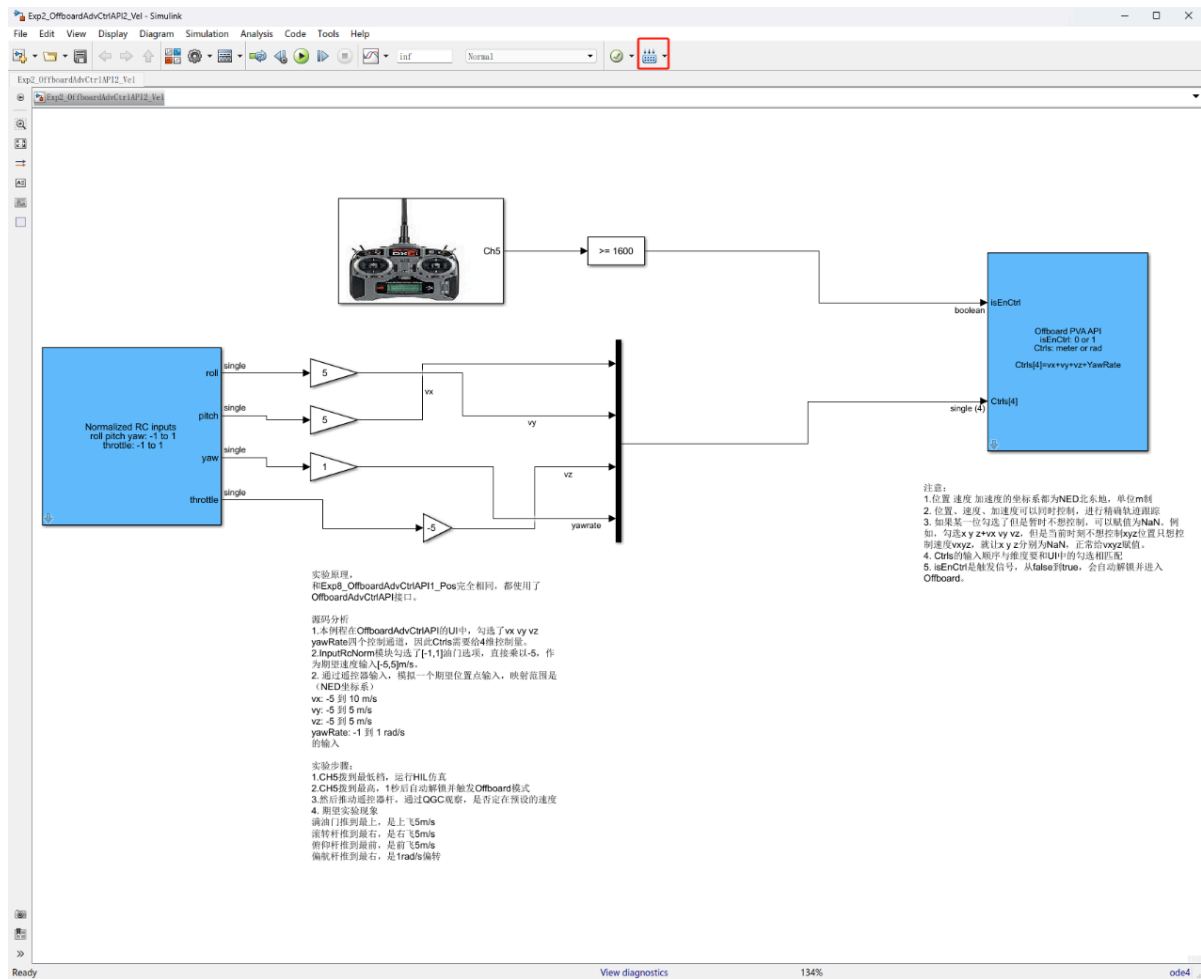 Exp2_OffboardAdvCtrlAPI2_Vel - Simulink
File Edit View Display Diagram Simulation Analysis Code Tools Help
inf
Normal
Exp2_OffboardAdvCtrlAPI2_Vel
Exp2_OffboardAdvCtrlAPI2_Vel
Ch5
>= 1600
boolean
isEnCtrl
Offboard PVA API
isEnCtrl: 0 or 1
Ctrls: meter or rad
Ctrls[4]=vx+vy+vz+YawRate
single (4)
Ctrls[4]
Normalized RC inputs
roll pitch yaw: -1 to 1
throttle: -1 to 1
roll
single
5
vx
pitch
single
5
vy
yaw
single
1
vz
throttle
single
-5
yawrate
注意:
1.位置 速度 加速度的坐标系都为NED北东地，单位m制
2. 位置、速度、加速度可以同时控制，进行精确轨迹跟踪
3. 如果某一位勾选了但是暂时不想控制，可以赋值为NaN。例
如，勾选x y z+vx vy vz，但是当前时刻不想控制xyz位置只想控
制速度vxyz，就让x y z分别为NaN，正常给vxyz赋值。
4. Ctrls的输入顺序与维度要和UI中的勾选相匹配
5. isEnCtrl是触发信号，从false到true，会自动解锁并进入
Offboard。
实验原理，
和Exp8_OffboardAdvCtrlAPI1_Pos完全相同，都使用了
OffboardAdvCtrlAPI接口。
源码分析
1.本例程在OffboardAdvCtrlAPI的UI中，勾选了vx vy vz
yawRate四个控制通道，因此Ctrls需要给4维控制量。
2.InputRcNorm模块勾选了[-1,1]油门选项，直接乘以-5，作
为期望速度输入[-5,5]m/s。
2. 通过遥控器输入，模拟一个期望位置点输入，映射范围是
（NED坐标系）
vx: -5 到 10 m/s
vy: -5 到 5 m/s
vz: -5 到 5 m/s
yawRate: -1 到 1 rad/s
的输入
实验步骤:
1.CH5拨到最低档，运行HIL仿真
2.CH5拨到最高，1秒后自动解锁并触发Offboard模式
3.然后推动遥控器杆，通过QGC观察，是否定在预设的速度
4. 期望实验现象
满油门推到最上，是上飞5m/s
滚转杆推到最右，是右飞5m/s
俯仰杆推到最前，是前飞5m/s
偏航杆推到最右，是1rad/s偏转
Ready
View diagnostics
134%
ode4